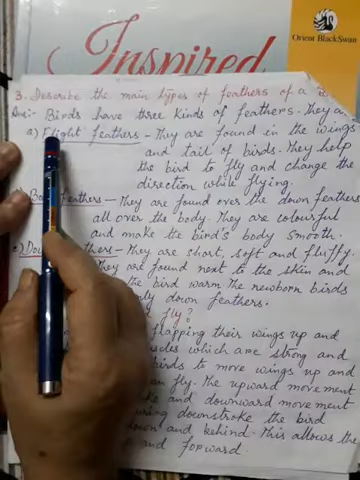 Orient BlackSwan
Inspired
3. Describe the main types of feathers of a
Ans:- Birds have three kinds of feathers. They are
a) Flight feathers - They are found in the wings
and tail of birds. They help
the bird to fly and change the
direction while flying.
feathers - They are found over the down feathers
all over the body. They are colourful
and make the bird's body smooth.
They are short, soft and fluffy.
They are found next to the skin and
the bird warm. The newborn birds
down feathers.
fly?
flapping their wings up and
which are strong and
birds to move wings up and
fly. The upward movement
and downward movement
downstroke the bird
down and behind. This allows the
and forward.